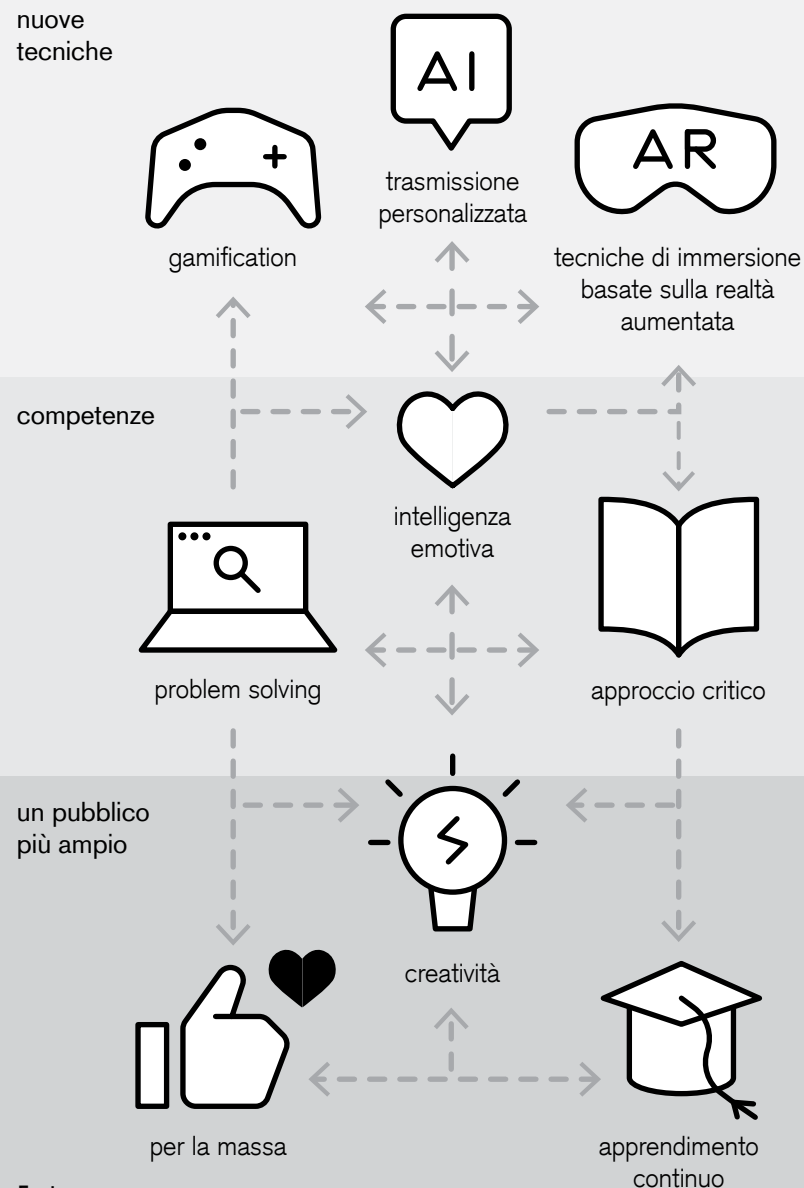 nuove
tecniche
AI
AR
trasmissione
personalizzata
gamification
tecniche di immersione
basate sulla realtà
aumentata
competenze
intelligenza
emotiva
problem solving
approccio critico
un pubblico
più ampio
creatività
per la massa
apprendimento
continuo